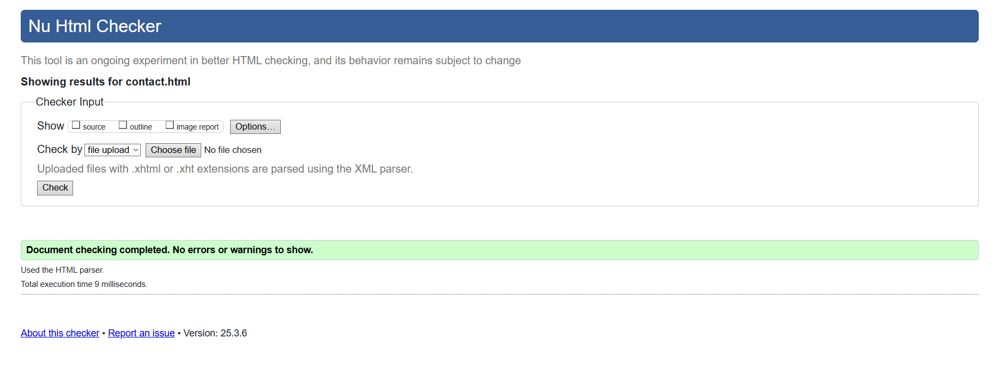 Nu Html Checker
This tool is an ongoing experiment in better HTML checking, and its behavior remains subject to change
Showing results for contact.html
Checker Input
Show source outline image report Options...
Check by file upload Choose file No file chosen
Uploaded files with .xhtml or .xht extensions are parsed using the XML parser.
Check
Document checking completed. No errors or warnings to show.
Used the HTML parser.
Total execution time 9 milliseconds.
About this checker • Report an issue • Version: 25.3.6